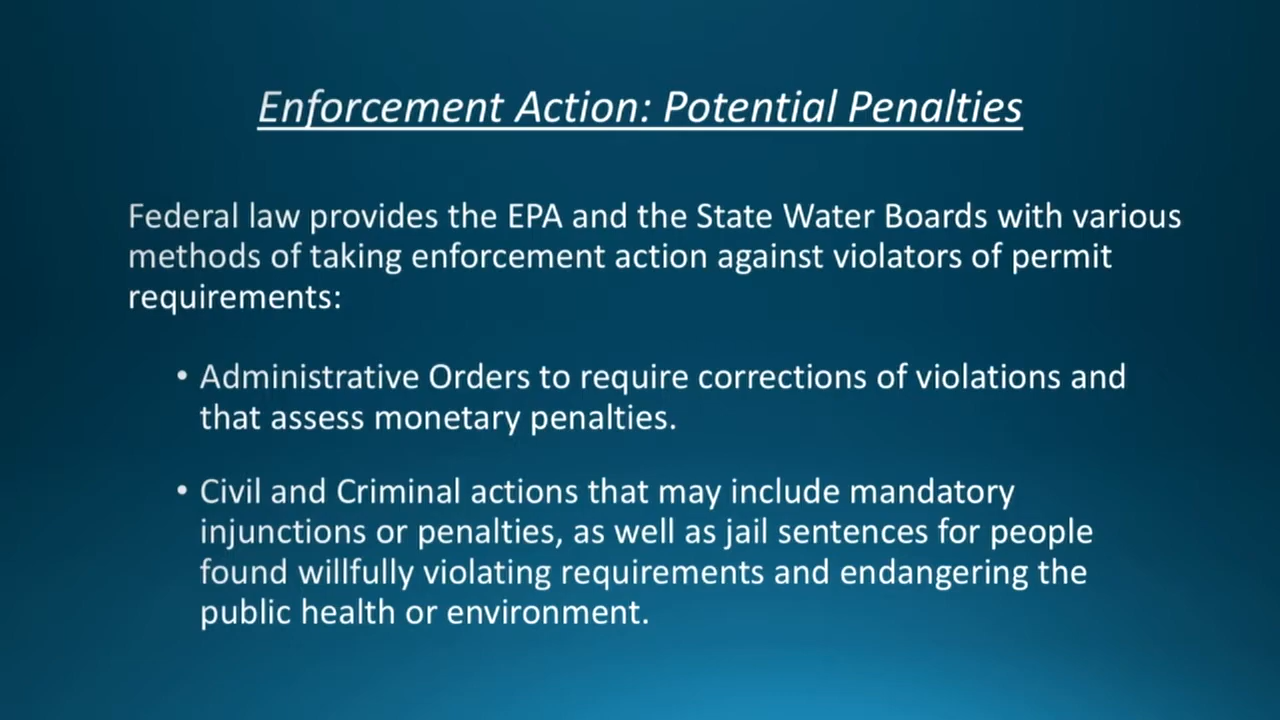 Enforcement Action: Potential Penalties
Federal law provides the EPA and the State Water Boards with various
methods of taking enforcement action against violators of permit
requirements:
• Administrative Orders to require corrections of violations and
that assess monetary penalties.
• Civil and Criminal actions that may include mandatory
injunctions or penalties, as well as jail sentences for people
found willfully violating requirements and endangering the
public health or environment.